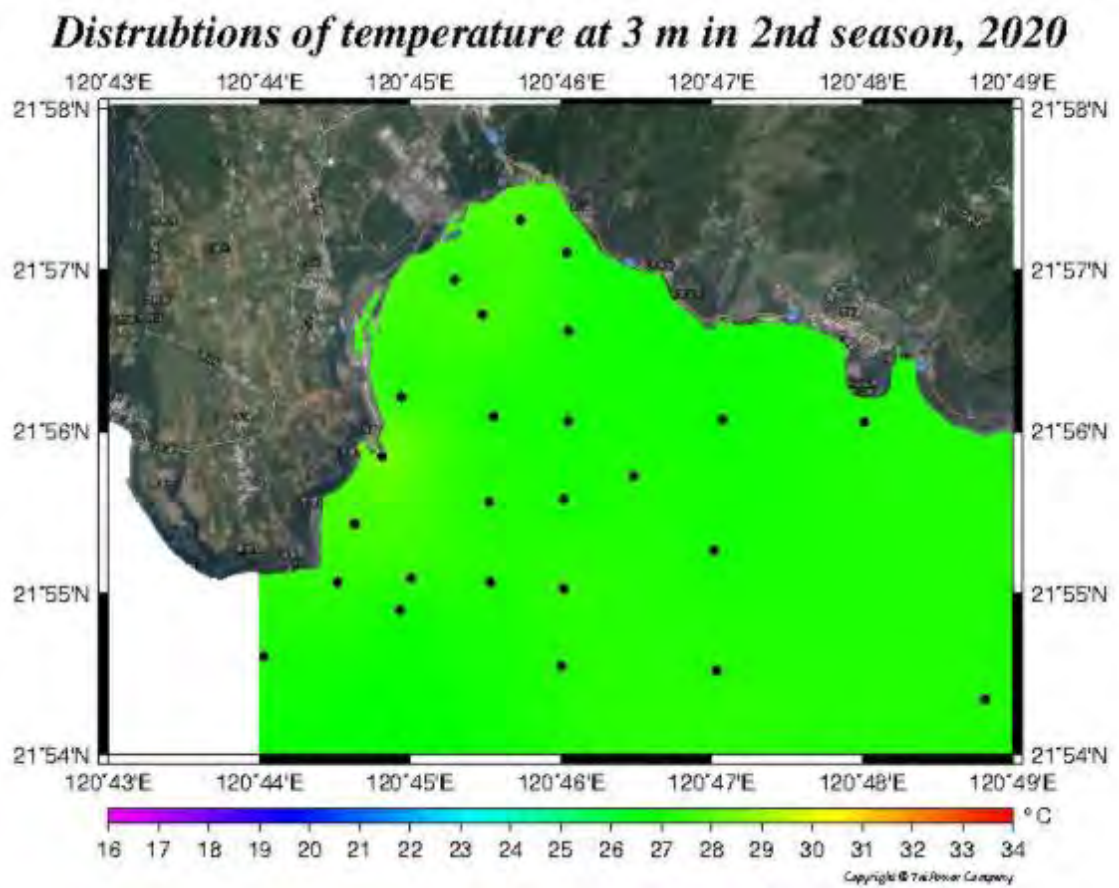 Distrubtions of temperature at 3 m in 2nd season, 2020
120˚43'E 120˚44'E 120˚45'E 120˚46'E 120˚47'E 120˚48'E 120˚49'E
21˚58'N 21˚58'N
21˚57'N 21˚57'N
21˚56'N 21˚56'N
21˚55'N 21˚55'N
21˚54'N 21˚54'N
120˚43'E 120˚44'E 120˚45'E 120˚46'E 120˚47'E 120˚48'E 120˚49'E
°C
16 17 18 19 20 21 22 23 24 25 26 27 28 29 30 31 32 33 34
Copyright © Tai Power Company